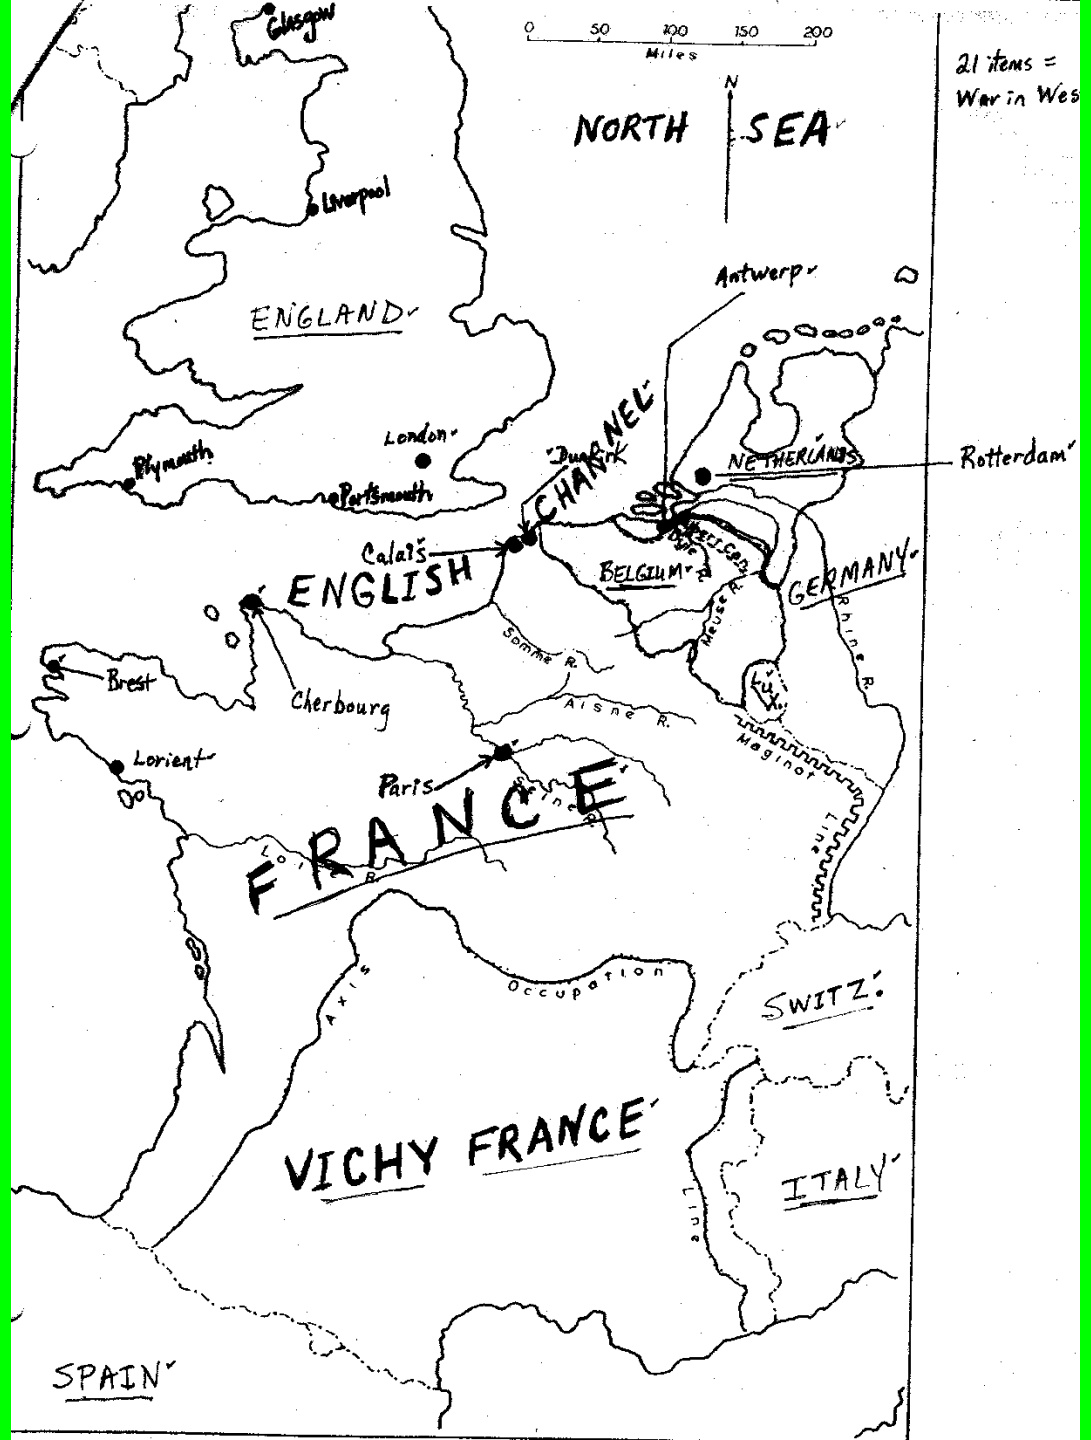 Glasgow
0 50 100 150 200
Miles
21 items =
War in Wes
N
NORTH SEA
Liverpool
Antwerp
ENGLAND
London
Dunkirk
CHANNEL
NETHERLANDS
Rotterdam
Plymouth
Portsmouth
Calais
ENGLISH
BELGIUM
Dyle R.
GERMANY
Meuse R.
Rhine R.
Somme R.
Brest
Cherbourg
LUX.
Aisne R.
Maginot
Line
Lorient
Paris
Seine R.
FRANCE
Loire R.
Axis
Occupation
Line
SWITZ.
VICHY FRANCE
ITALY
SPAIN